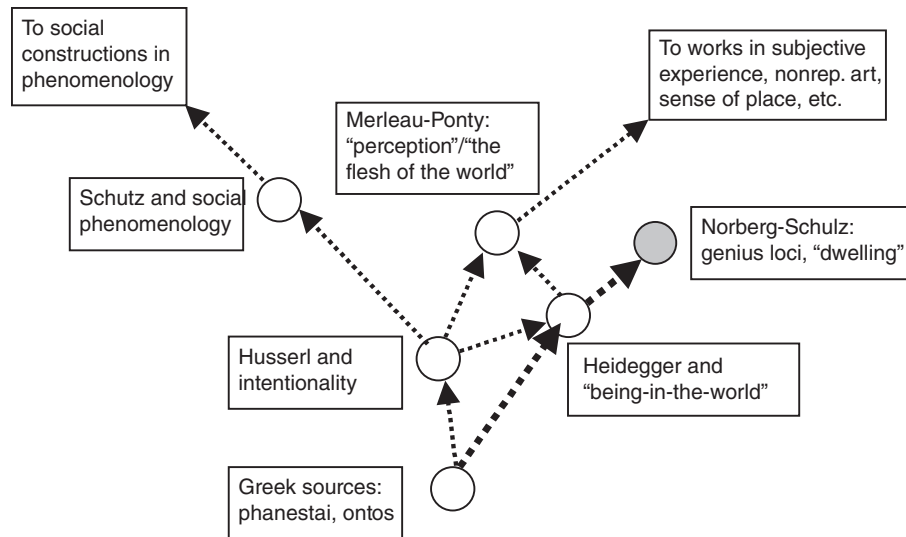 To social
constructions in
phenomenology
To works in subjective
experience, nonrep. art,
sense of place, etc.
Merleau-Ponty:
“perception”/“the
flesh of the world”
Schutz and social
phenomenology
Norberg-Schulz:
genius loci, “dwelling”
Husserl and
intentionality
Heidegger and
“being-in-the-world”
Greek sources:
phanestai, ontos